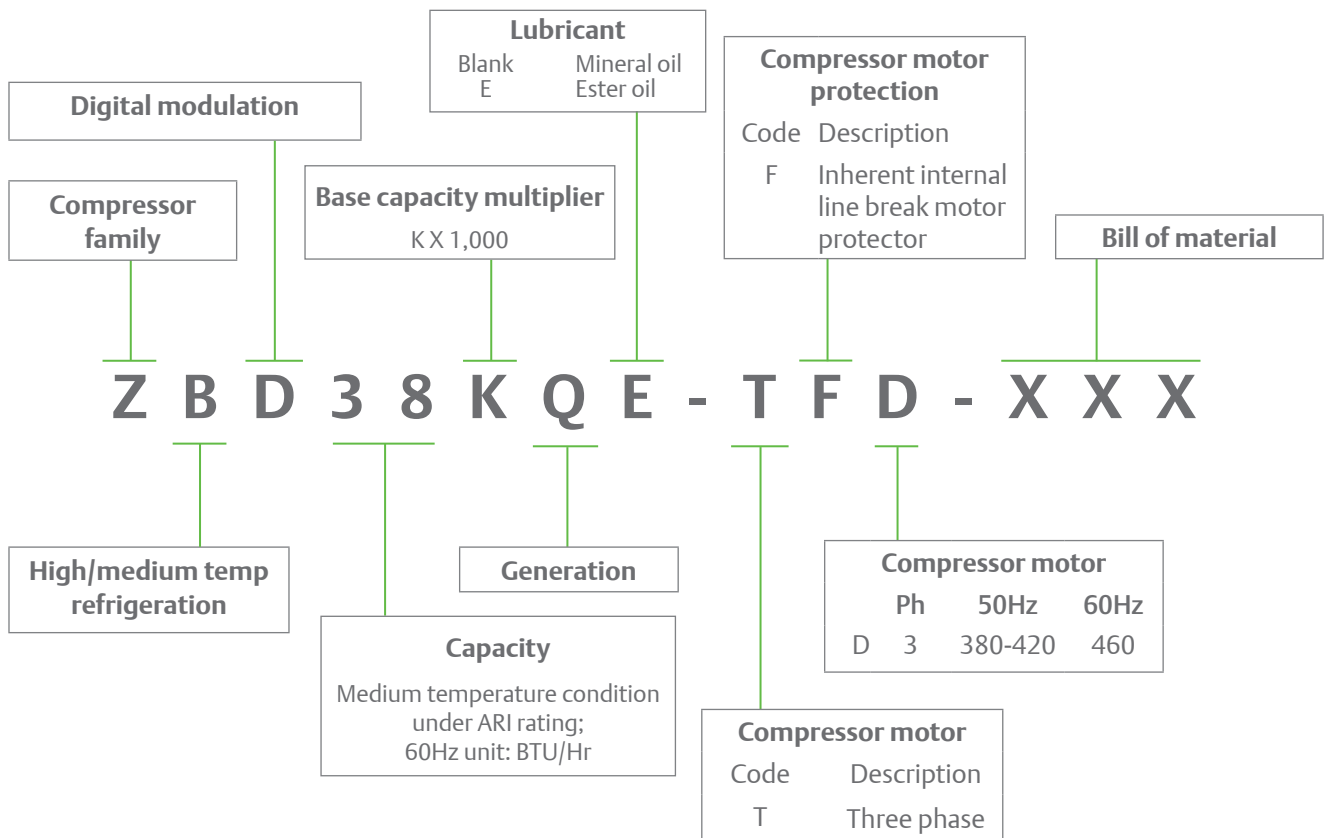 Lubricant
Blank Mineral oil
E Ester oil
Compressor motor
protection
Code Description
F Inherent internal
line break motor
protector
Digital modulation
Compressor
family
Base capacity multiplier
K X 1,000
Bill of material
Z B D 3 8 K Q E - T F D - X X X
High/medium temp
refrigeration
Generation
Capacity
Medium temperature condition
under ARI rating;
60Hz unit: BTU/Hr
Compressor motor
Ph 50Hz 60Hz
D 3 380-420 460
Compressor motor
Code Description
T Three phase